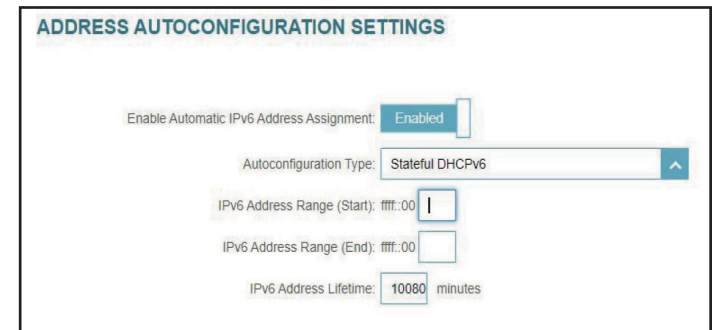 ADDRESS AUTOCONFIGURATION SETTINGS
Enable Automatic IPv6 Address Assignment: Enabled
Autoconfiguration Type: Stateful DHCPv6
IPv6 Address Range (Start): ffff::00
IPv6 Address Range (End): ffff::00
IPv6 Address Lifetime: 10080 minutes